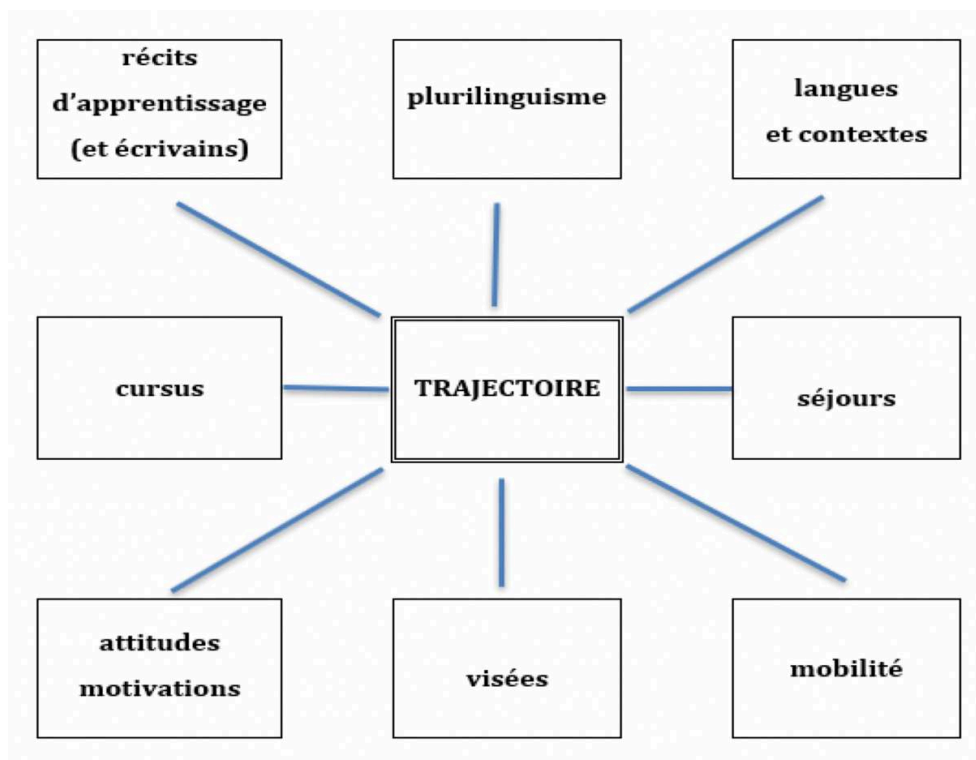 récits
d'apprentissage
(et écrivains)
plurilinguisme
langues
et contextes
cursus
TRAJECTOIRE
séjours
attitudes
motivations
visées
mobilité